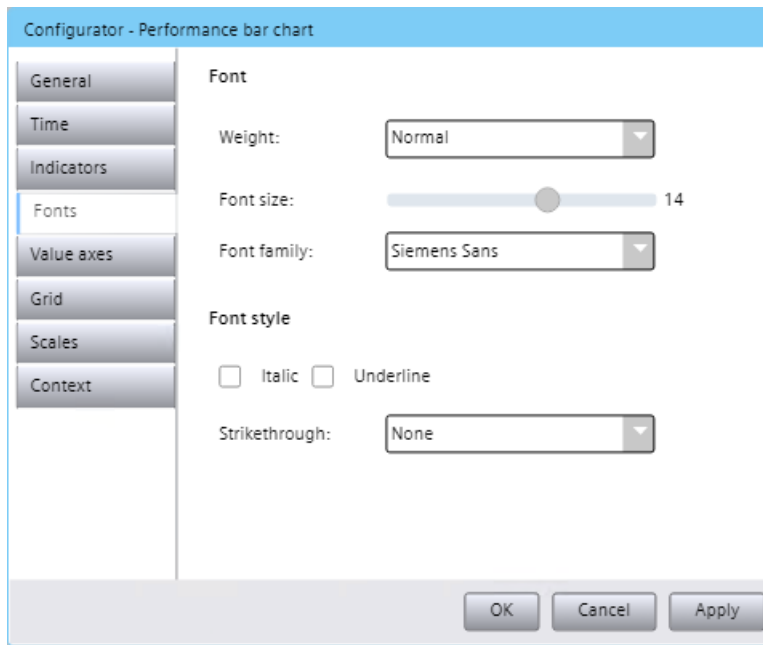 Configurator - Performance bar chart
General
Time
Indicators
Fonts
Value axes
Grid
Scales
Context
Font
Weight: Normal
Font size: 14
Font family: Siemens Sans
Font style
Italic Underline
Strikethrough: None
OK Cancel Apply